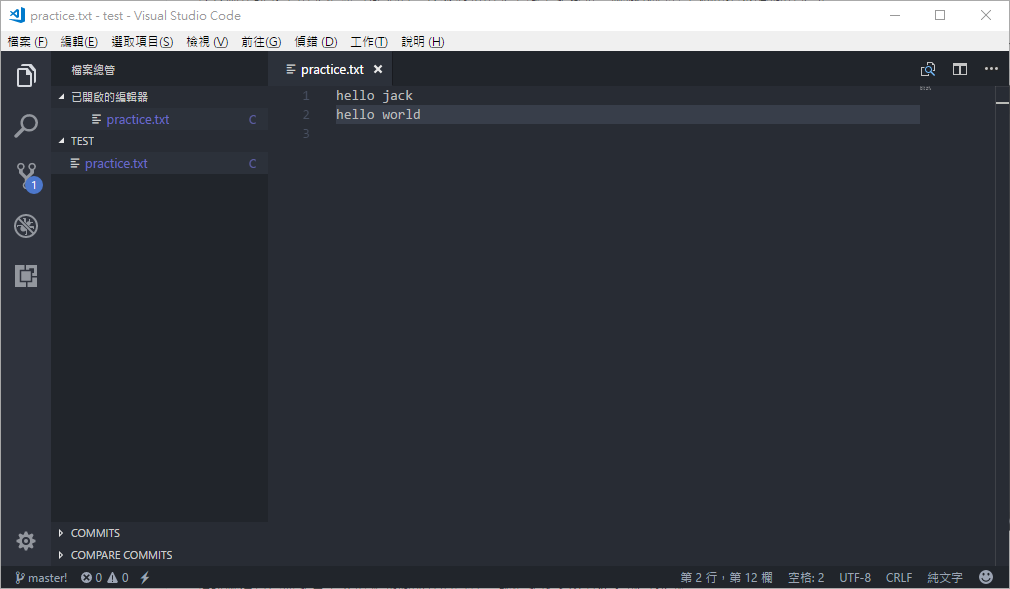 practice.txt - test - Visual Studio Code
檔案 (F) 編輯(E) 選取項目(S) 檢視 (V) 前往(G) 偵錯 (D) 工作(T) 說明 (H)
檔案總管
已開啟的編輯器
practice.txt C
TEST
practice.txt C
COMMITS
COMPARE COMMITS
practice.txt
1 hello jack
2 hello world
3
1
master! 0 0 第 2 行，第 12 欄 空格: 2 UTF-8 CRLF 純文字